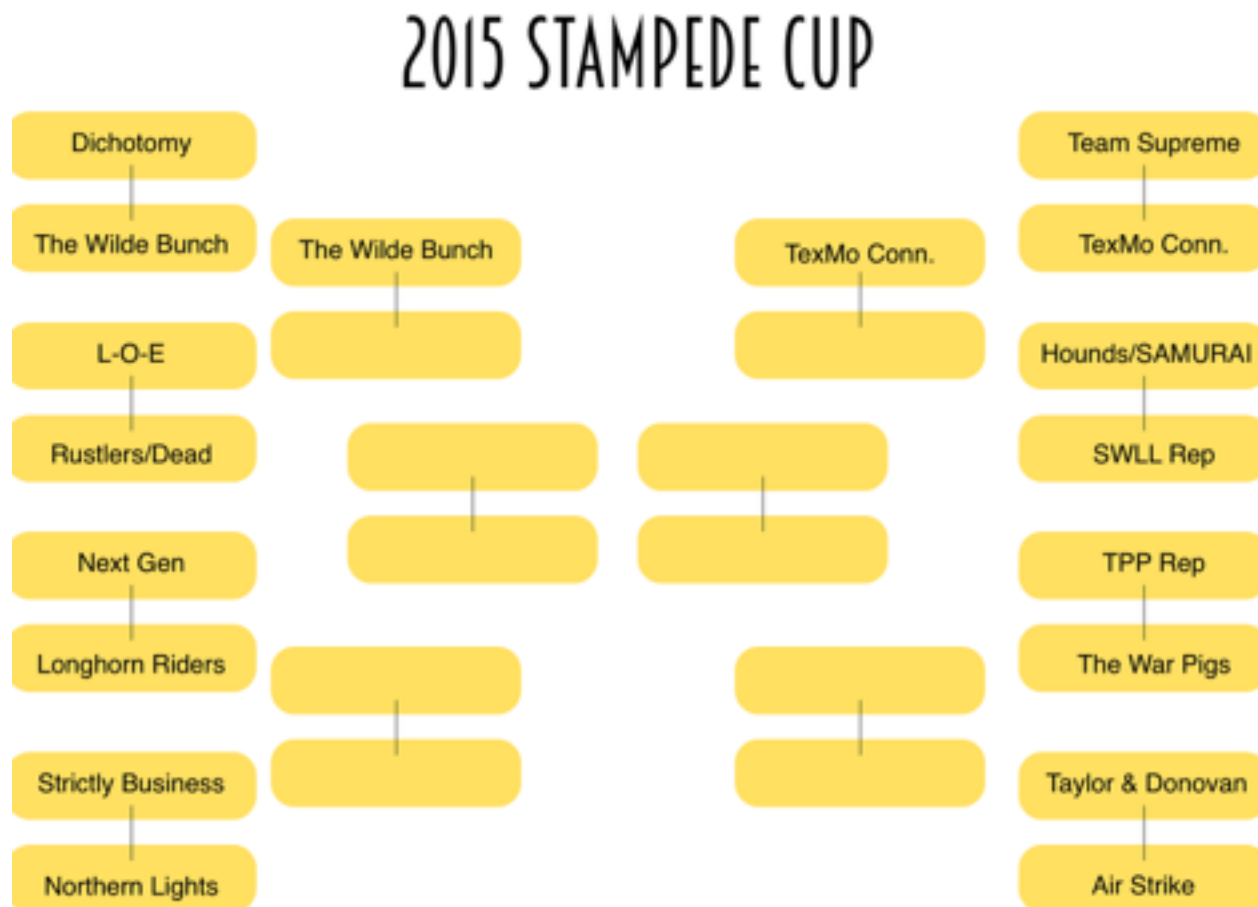 2015 STAMPEDE CUP
Dichotomy
The Wilde Bunch
L-O-E
Rustlers/Dead
Next Gen
Longhorn Riders
Strictly Business
Northern Lights
The Wilde Bunch
TexMo Conn.
Team Supreme
TexMo Conn.
Hounds/SAMURAI
SWLL Rep
TPP Rep
The War Pigs
Taylor & Donovan
Air Strike